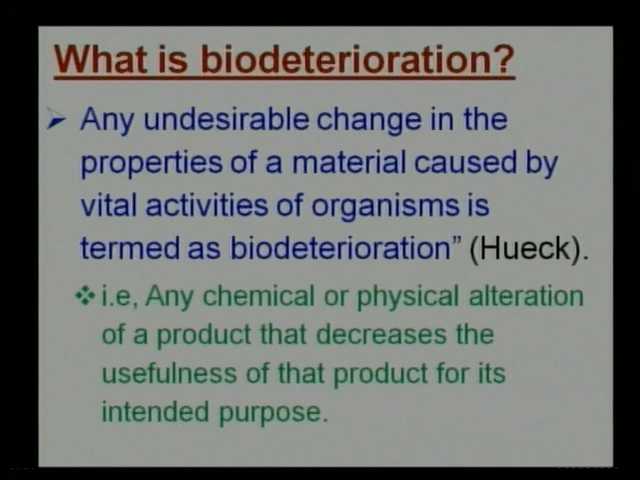 What is biodeterioration?
Any undesirable change in the
properties of a material caused by
vital activities of organisms is
termed as biodeterioration” (Hueck).
i.e, Any chemical or physical alteration
of a product that decreases the
usefulness of that product for its
intended purpose.